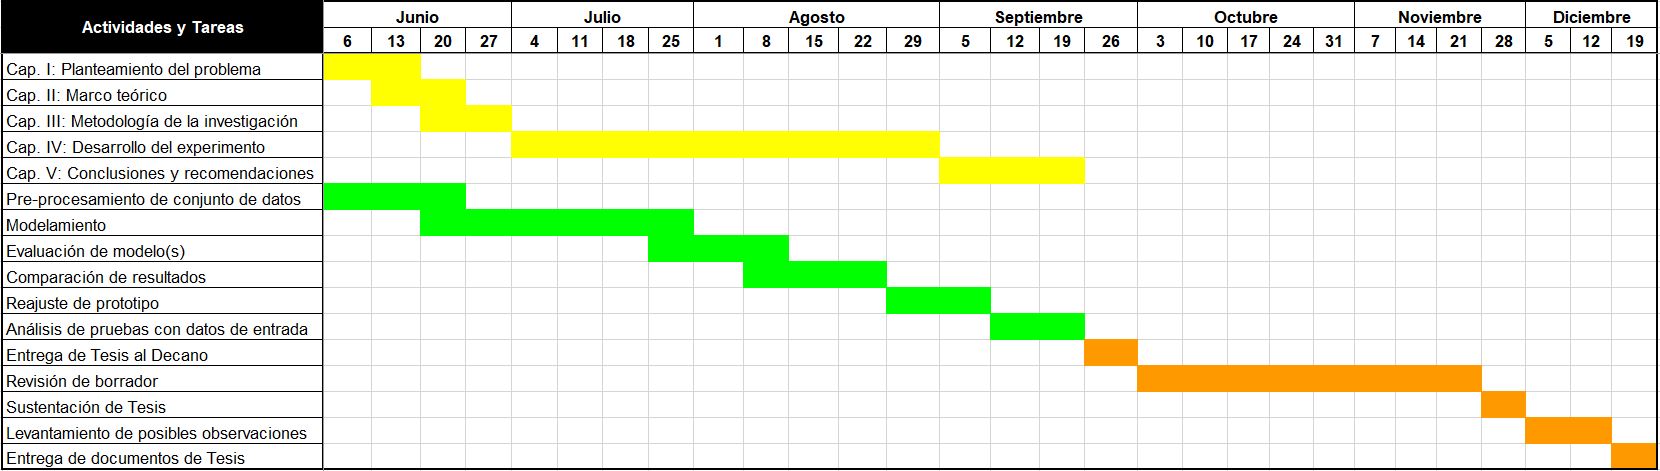 Actividades y Tareas
Junio Julio Agosto Septiembre Octubre Noviembre Diciembre
6 13 20 27 4 11 18 25 1 8 15 22 29 5 12 19 26 3 10 17 24 31 7 14 21 28 5 12 19
Cap. I: Planteamiento del problema
Cap. II: Marco teórico
Cap. III: Metodología de la investigación
Cap. IV: Desarrollo del experimento
Cap. V: Conclusiones y recomendaciones
Pre-procesamiento de conjunto de datos
Modelamiento
Evaluación de modelo(s)
Comparación de resultados
Reajuste de prototipo
Análisis de pruebas con datos de entrada
Entrega de Tesis al Decano
Revisión de borrador
Sustentación de Tesis
Levantamiento de posibles observaciones
Entrega de documentos de Tesis